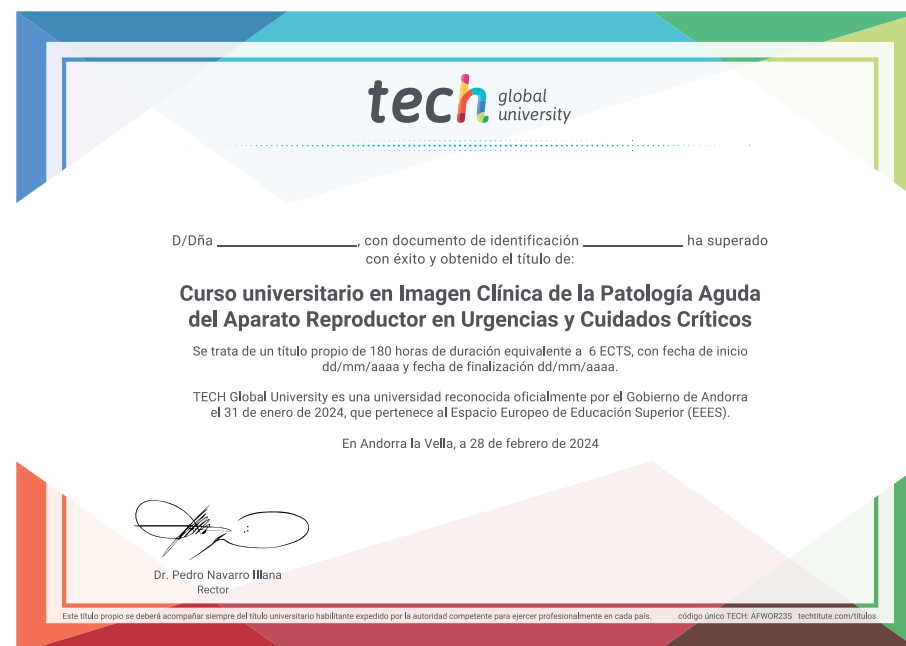 tech global university
D/Dña ____________________, con documento de identificación ______________ ha superado
con éxito y obtenido el título de:
Curso universitario en Imagen Clínica de la Patología Aguda
del Aparato Reproductor en Urgencias y Cuidados Críticos
Se trata de un título propio de 180 horas de duración equivalente a 6 ECTS, con fecha de inicio
dd/mm/aaaa y fecha de finalización dd/mm/aaaa.
TECH Global University es una universidad reconocida oficialmente por el Gobierno de Andorra
el 31 de enero de 2024, que pertenece al Espacio Europeo de Educación Superior (EEES).
En Andorra la Vella, a 28 de febrero de 2024
Dr. Pedro Navarro Illana
Rector
Este título propio se deberá acompañar siempre del título universitario habilitante expedido por la autoridad competente para ejercer profesionalmente en cada país. código único TECH: AFWOR23S techtitute.com/titulos